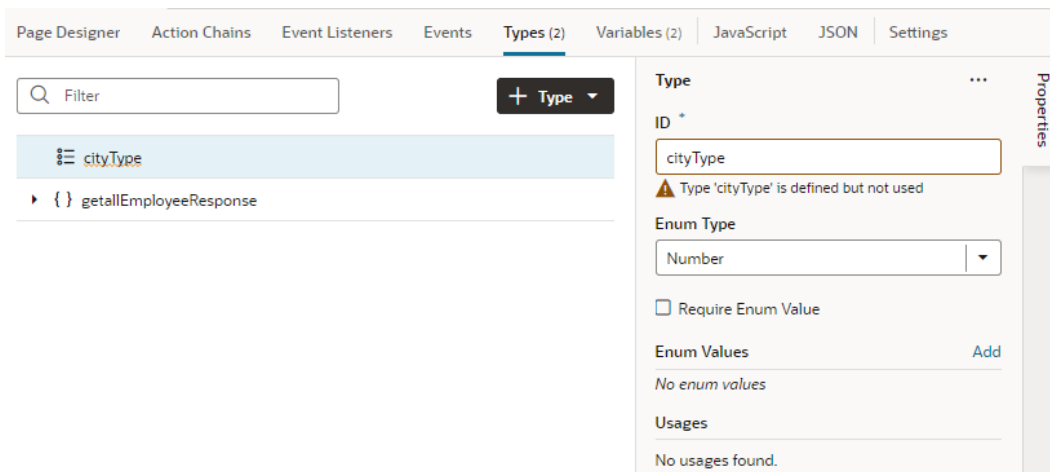 Page Designer Action Chains Event Listeners Events Types (2) Variables (2) JavaScript JSON Settings
Filter
+ Type
cityType
{ } getallEmployeeResponse
Type ...
ID *
cityType
Type 'cityType' is defined but not used
Enum Type
Number
Require Enum Value
Enum Values Add
No enum values
Usages
No usages found.
Properties